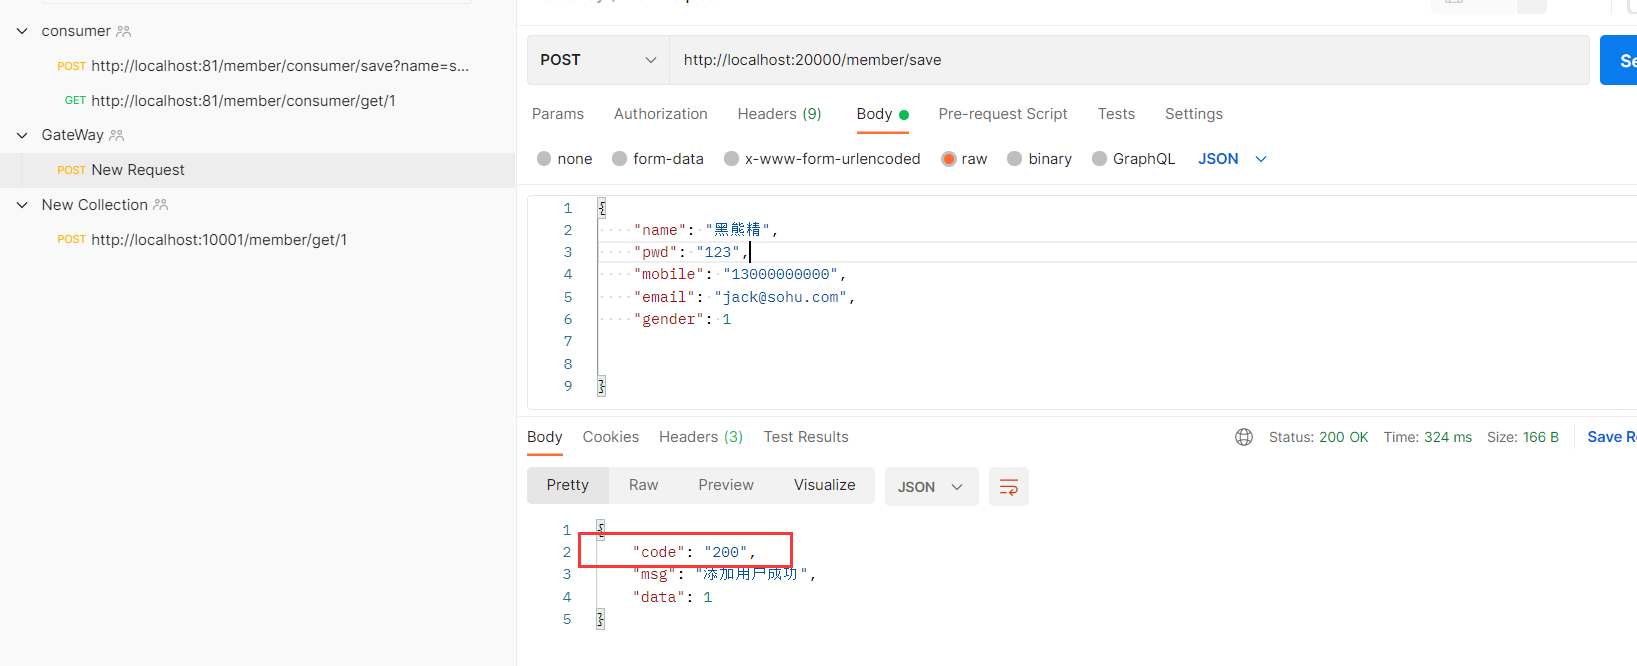 consumer
POST http://localhost:81/member/consumer/save?name=s...
GET http://localhost:81/member/consumer/get/1
GateWay
POST New Request
New Collection
POST http://localhost:10001/member/get/1
POST http://localhost:20000/member/save
Params Authorization Headers (9) Body Pre-request Script Tests Settings
none form-data x-www-form-urlencoded raw binary GraphQL JSON
1 {
2 "name": "黑熊精",
3 "pwd": "123",
4 "mobile": "13000000000",
5 "email": "jack@sohu.com",
6 "gender": 1
7
8
9 }
Body Cookies Headers (3) Test Results Status: 200 OK Time: 324 ms Size: 166 B Save R
Pretty Raw Preview Visualize JSON
1 {
2 "code": "200",
3 "msg": "添加用户成功",
4 "data": 1
5 }